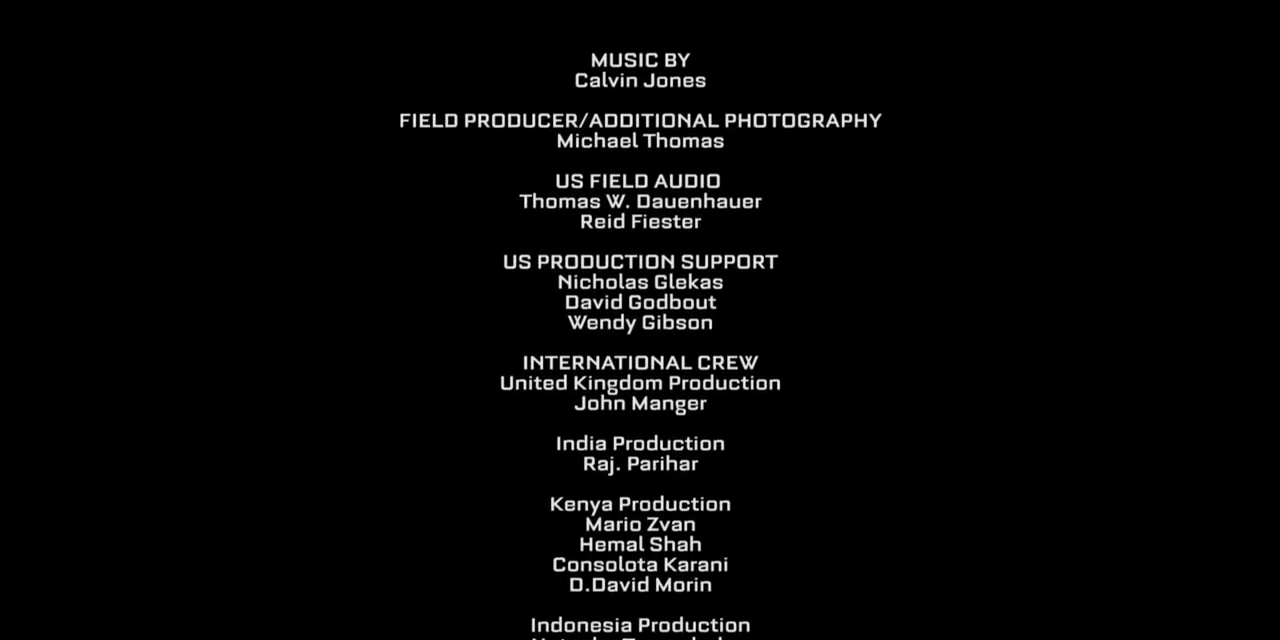 MUSIC BY
Calvin Jones
FIELD PRODUCER/ADDITIONAL PHOTOGRAPHY
Michael Thomas
US FIELD AUDIO
Thomas W. Dauenhauer
Reid Fiester
US PRODUCTION SUPPORT
Nicholas Glekas
David Godbout
Wendy Gibson
INTERNATIONAL CREW
United Kingdom Production
John Manger
India Production
Raj. Parihar
Kenya Production
Mario Zvan
Hemal Shah
Consolota Karani
D.David Morin
Indonesia Production